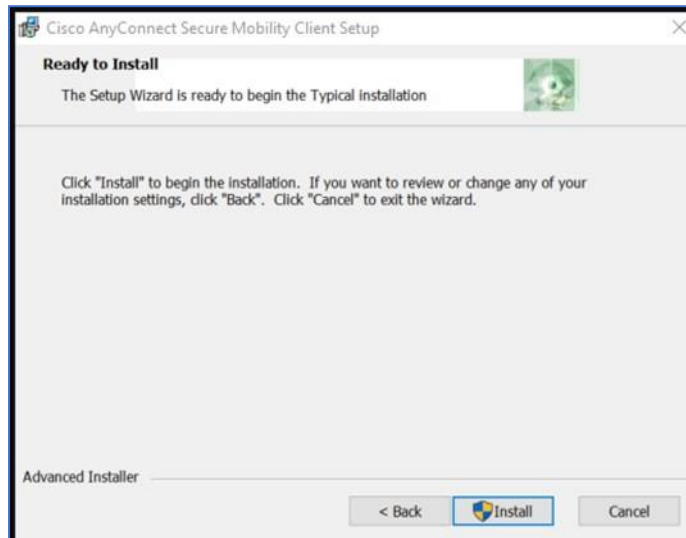 Cisco AnyConnect Secure Mobility Client Setup
Ready to Install
The Setup Wizard is ready to begin the Typical installation
Click "Install" to begin the installation.  If you want to review or change any of your
installation settings, click "Back".  Click "Cancel" to exit the wizard.
Advanced Installer
< Back
Install
Cancel